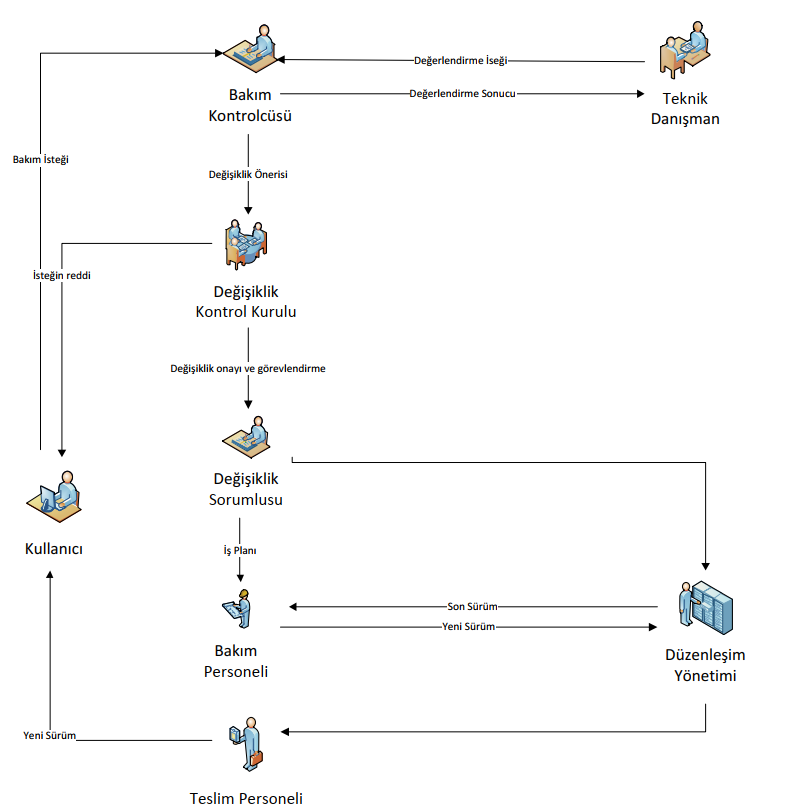 Değerlendirme İseği
Bakım
Kontrolcüsü
Değerlendirme Sonucu
Teknik
Danışman
Bakım İsteği
Değişiklik Önerisi
İsteğin reddi
Değişiklik
Kontrol Kurulu
Değişiklik onayı ve görevlendirme
Değişiklik
Sorumlusu
Kullanıcı
İş Planı
Son Sürüm
Yeni Sürüm
Bakım
Personeli
Düzenleşim
Yönetimi
Yeni Sürüm
Teslim Personeli